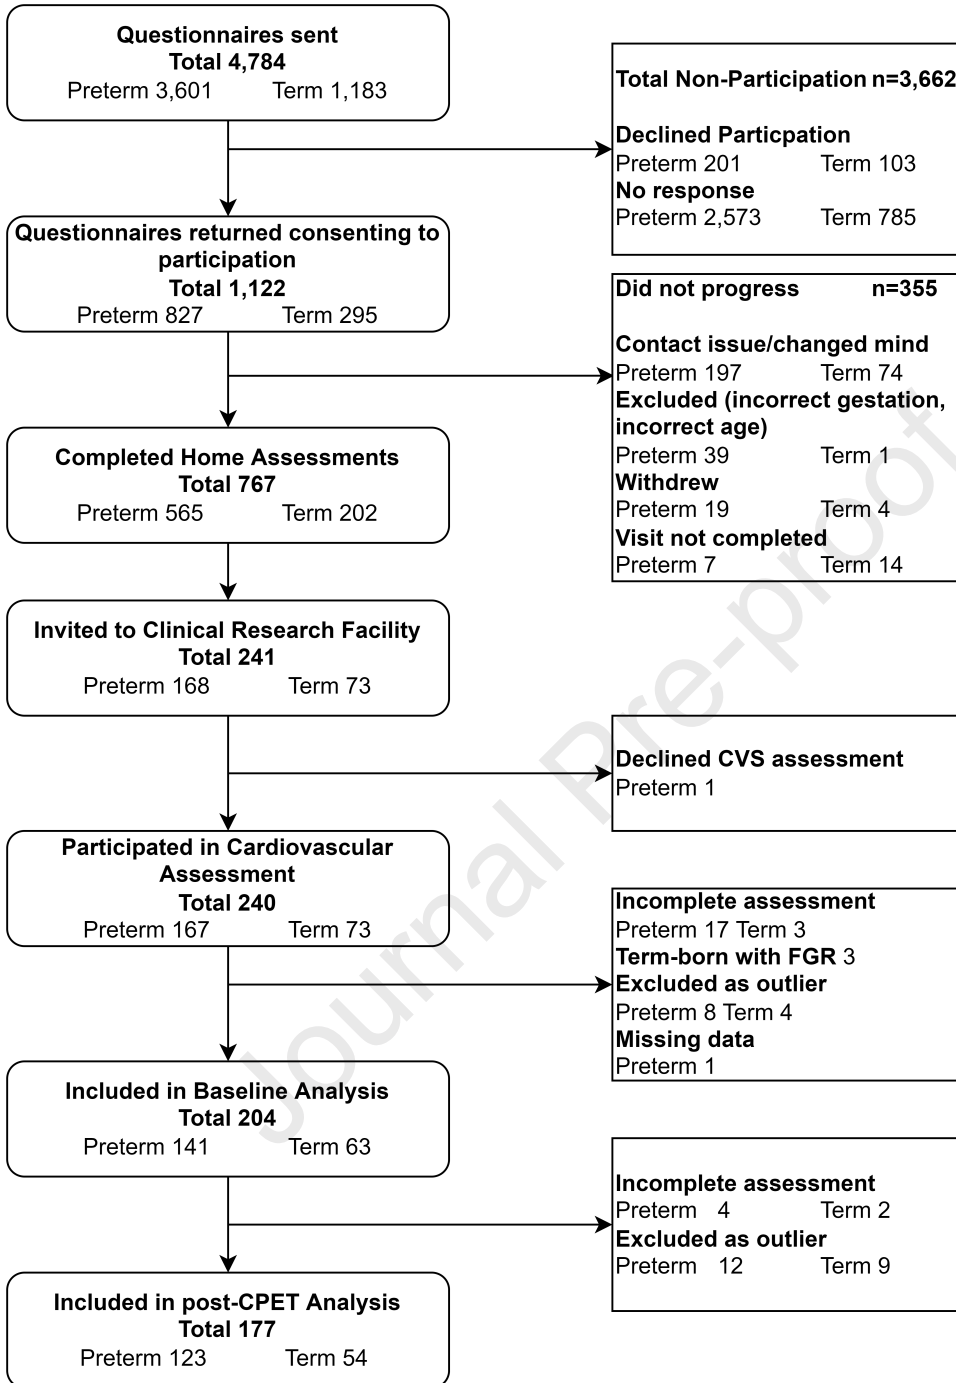 Questionnaires sent
Total 4,784
Preterm 3,601 Term 1,183
Total Non-Participation n=3,662
Declined Particpation
Preterm 201 Term 103
No response
Preterm 2,573 Term 785
Questionnaires returned consenting to
participation
Total 1,122
Preterm 827 Term 295
Did not progress n=355
Contact issue/changed mind
Preterm 197 Term 74
Excluded (incorrect gestation,
incorrect age)
Preterm 39 Term 1
Withdrew
Preterm 19 Term 4
Visit not completed
Preterm 7 Term 14
Completed Home Assessments
Total 767
Preterm 565 Term 202
Invited to Clinical Research Facility
Total 241
Preterm 168 Term 73
Declined CVS assessment
Preterm 1
Participated in Cardiovascular
Assessment
Total 240
Preterm 167 Term 73
Incomplete assessment
Preterm 17 Term 3
Term-born with FGR 3
Excluded as outlier
Preterm 8 Term 4
Missing data
Preterm 1
Included in Baseline Analysis
Total 204
Preterm 141 Term 63
Incomplete assessment
Preterm 4 Term 2
Excluded as outlier
Preterm 12 Term 9
Included in post-CPET Analysis
Total 177
Preterm 123 Term 54
Journal Pre-proof